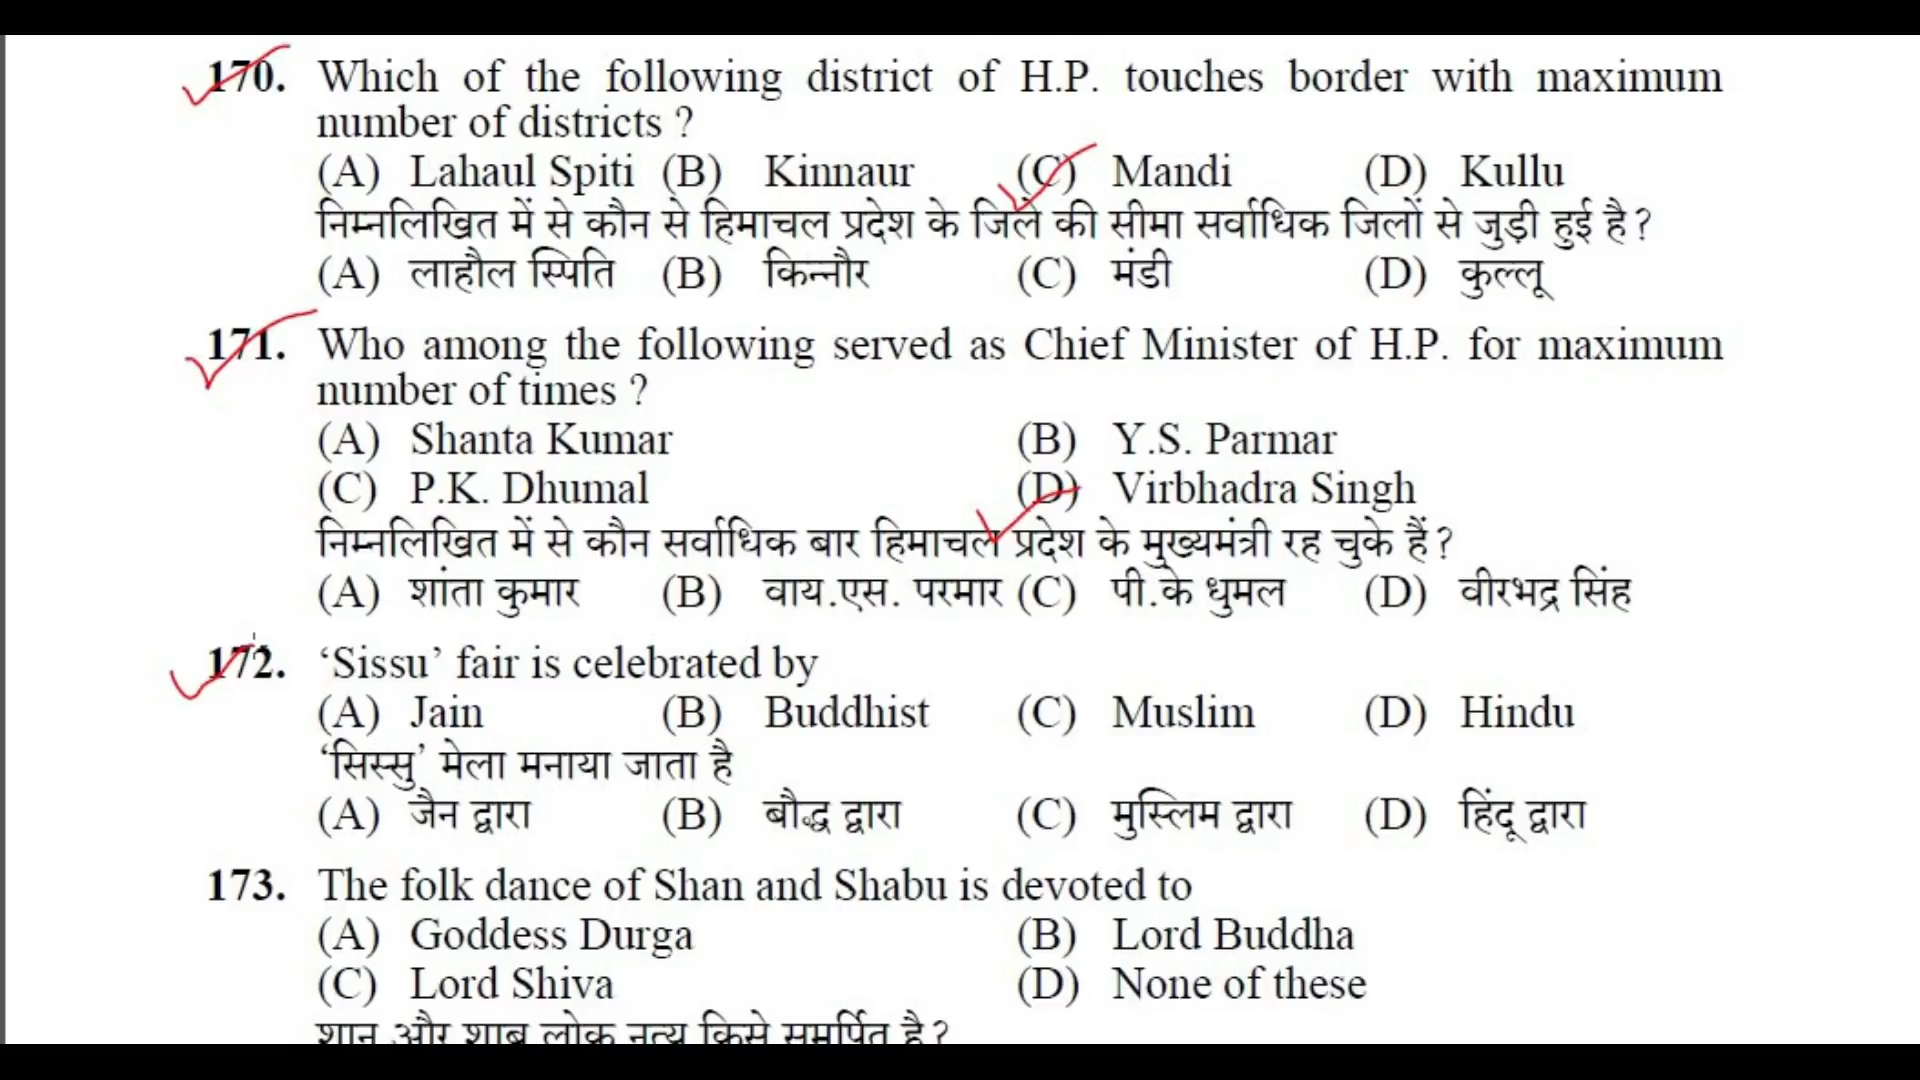 170. Which of the following district of H.P. touches border with maximum
number of districts ?
(A) Lahaul Spiti (B) Kinnaur (C) Mandi (D) Kullu
निम्नलिखित में से कौन से हिमाचल प्रदेश के जिले की सीमा सर्वाधिक जिलों से जुड़ी हुई है?
(A) लाहौल स्पिति (B) किन्नौर (C) मंडी (D) कुल्लू
171. Who among the following served as Chief Minister of H.P. for maximum
number of times ?
(A) Shanta Kumar (B) Y.S. Parmar
(C) P.K. Dhumal (D) Virbhadra Singh
निम्नलिखित में से कौन सर्वाधिक बार हिमाचल प्रदेश के मुख्यमंत्री रह चुके हैं?
(A) शांता कुमार (B) वाय.एस. परमार (C) पी.के धुमल (D) वीरभद्र सिंह
172. ‘Sissu’ fair is celebrated by
(A) Jain (B) Buddhist (C) Muslim (D) Hindu
‘सिस्सु’ मेला मनाया जाता है
(A) जैन द्वारा (B) बौद्ध द्वारा (C) मुस्लिम द्वारा (D) हिंदू द्वारा
173. The folk dance of Shan and Shabu is devoted to
(A) Goddess Durga (B) Lord Buddha
(C) Lord Shiva (D) None of these
शान और शाबु लोक नृत्य किसे समर्पित है?